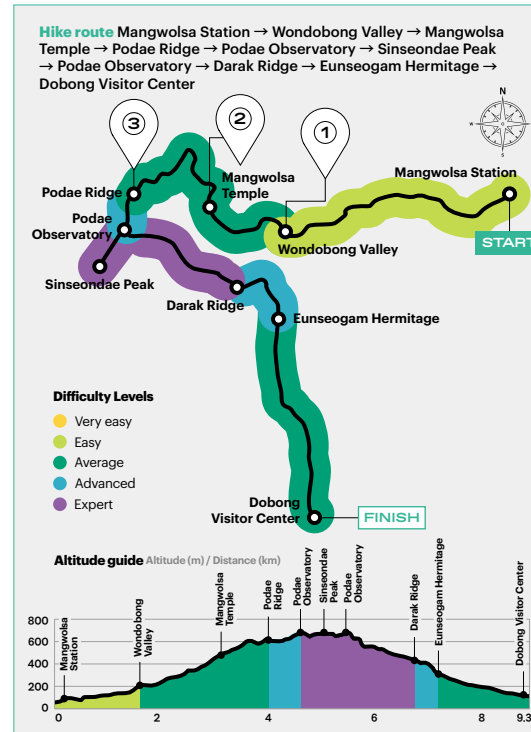 Hike route Mangwolsa Station → Wondobong Valley → Mangwolsa
Temple → Podae Ridge → Podae Observatory → Sinseondae Peak
→ Podae Observatory → Darak Ridge → Eunseogam Hermitage →
Dobong Visitor Center
N
W
E
S
3
2
1
Mangwolsa Station
START
Mangwolsa
Temple
Podae Ridge
Podae
Observatory
Wondobong Valley
Sinseondae Peak
Darak Ridge
Eunseogam Hermitage
Difficulty Levels
Very easy
Easy
Average
Advanced
Expert
Dobong
Visitor Center
FINISH
Altitude guide Altitude (m) / Distance (km)
Mangwolsa
Station
Wondobong
Valley
Mangwolsa
Temple
Podae
Ridge
Podae
Observatory
Sinseondae
Peak
Podae
Observatory
Darak Ridge
Eunseogam Hermitage
Dobong Visitor Center
800
600
400
200
0
0 2 4 6 8 9.3